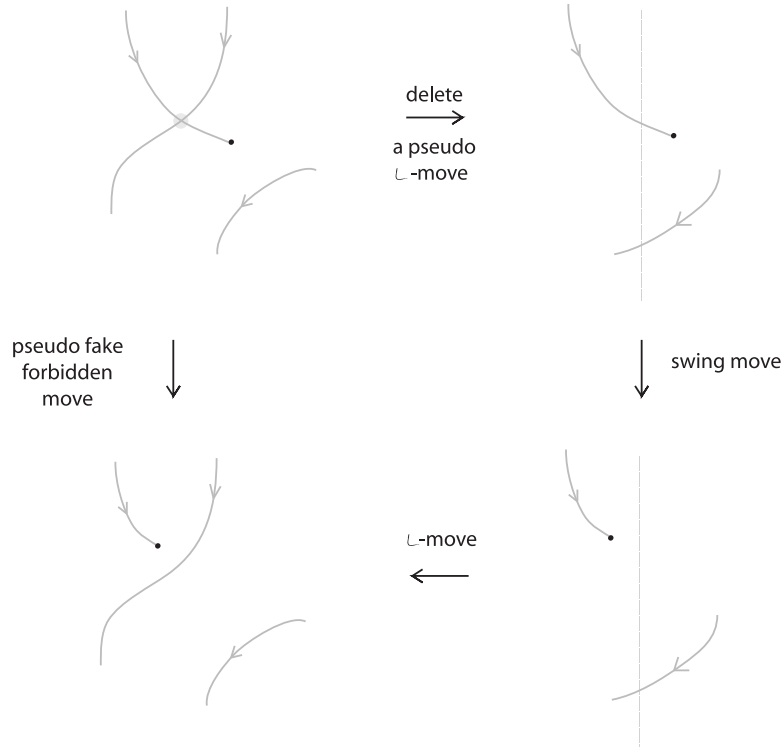 delete
a pseudo
L-move
pseudo fake
forbidden
move
swing move
L-move